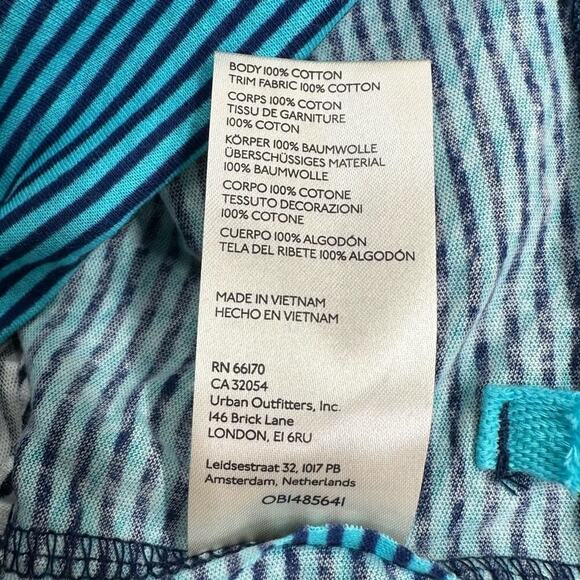 BODY 100% COTTON
TRIM FABRIC 100% COTTON
CORPS 100% COTON
TISSU DE GARNITURE
100% COTON
KÖRPER 100% BAUMWOLLE
ÜBERSCHÜSSIGES MATERIAL
100% BAUMWOLLE
CORPO 100% COTONE
TESSUTO DECORAZIONI
100% COTONE
CUERPO 100% ALGODÓN
TELA DEL RIBETE 100% ALGODÓN
MADE IN VIETNAM
HECHO EN VIETNAM
RN 66170
CA 32054
Urban Outfitters, Inc.
146 Brick Lane
LONDON, E1 6RU
Leidsestraat 32, 1017 PB
Amsterdam, Netherlands
OB1485641